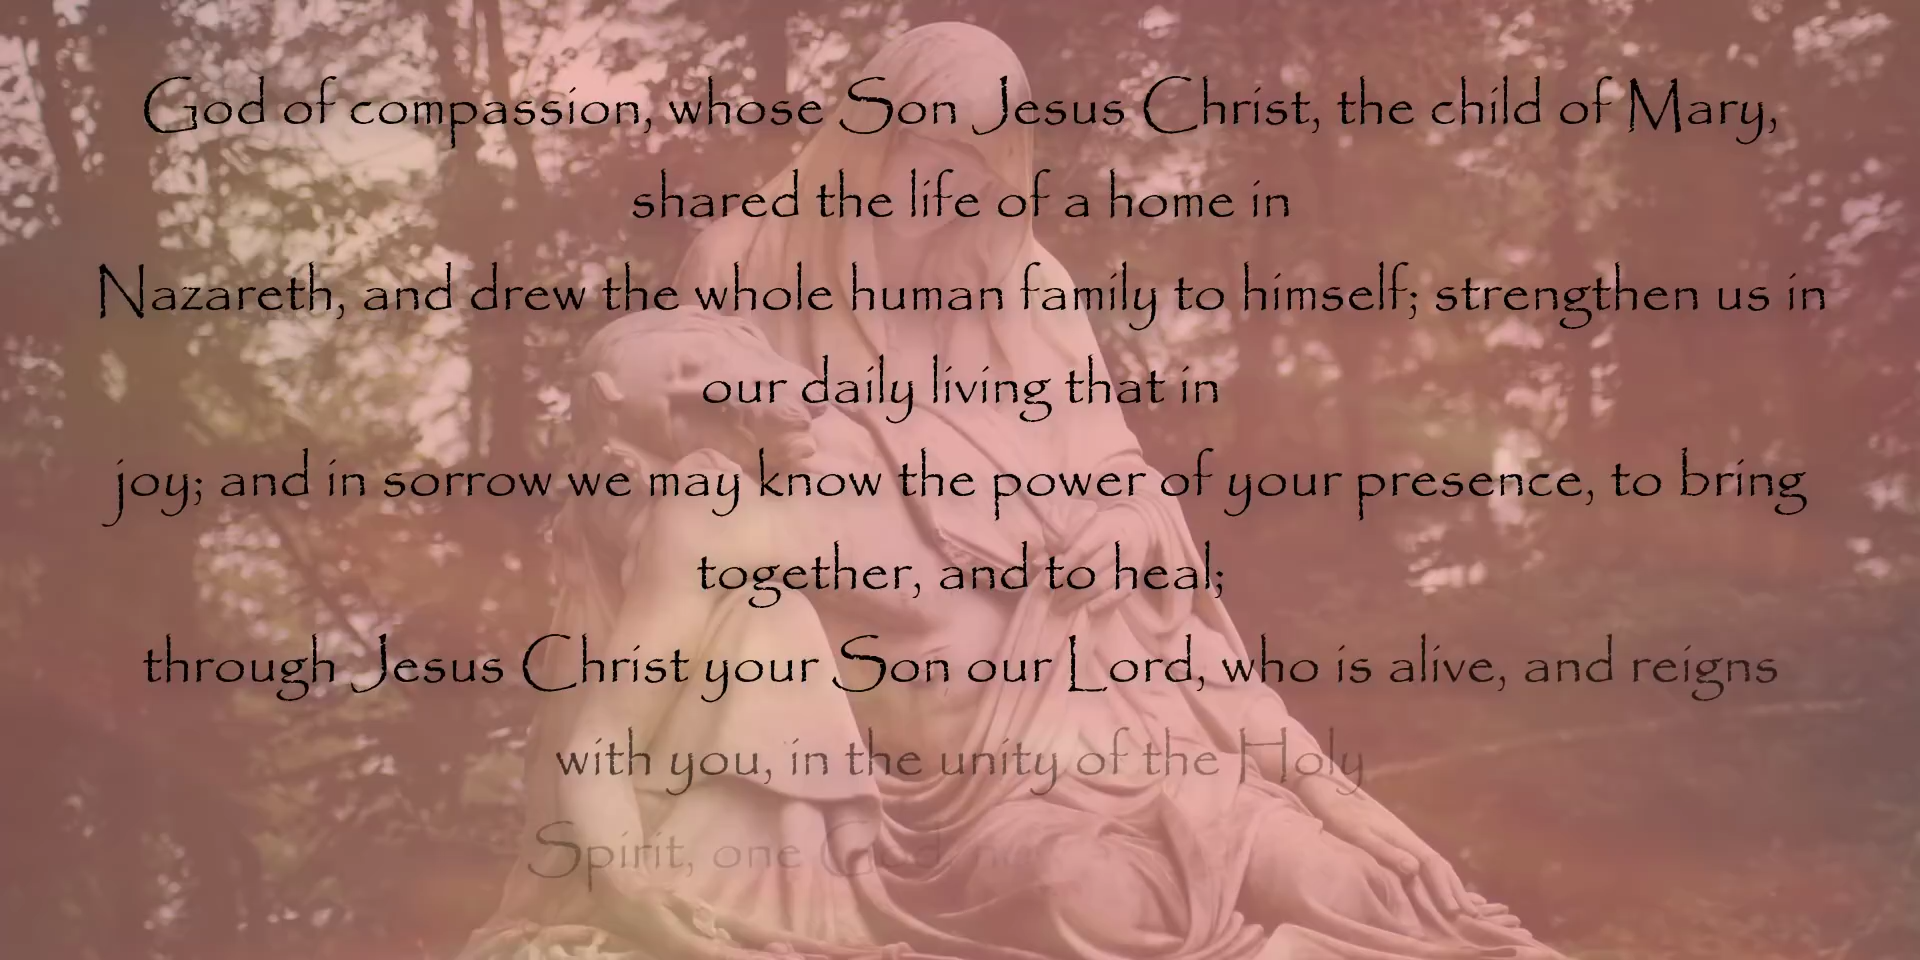 God of compassion, whose Son Jesus Christ, the child of Mary,
shared the life of a home in
Nazareth, and drew the whole human family to himself; strengthen us in
our daily living that in
joy; and in sorrow we may know the power of your presence, to bring
together, and to heal;
through Jesus Christ your Son our Lord, who is alive, and reigns
with you, in the unity of the Holy
Spirit, one God,